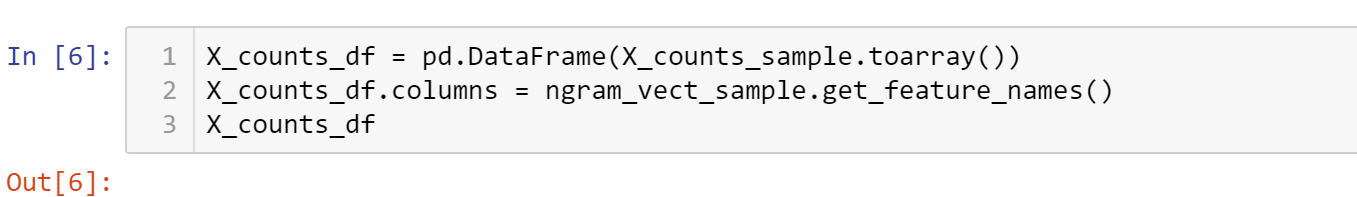 In [6]:
1 X_counts_df = pd.DataFrame(X_counts_sample.toarray())
2 X_counts_df.columns = ngram_vect_sample.get_feature_names()
3 X_counts_df
Out[6]: